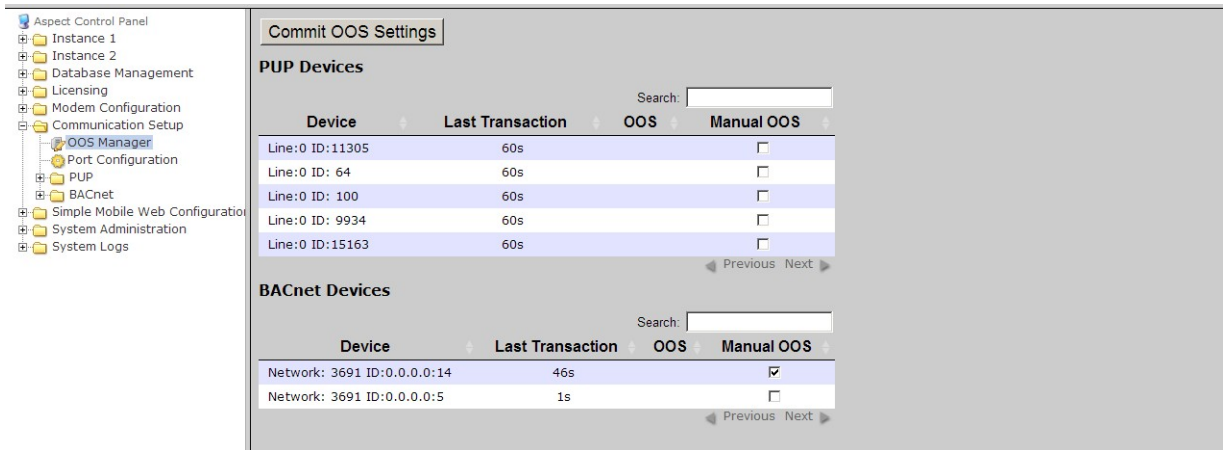 Aspect Control Panel
Instance 1
Instance 2
Database Management
Licensing
Modem Configuration
Communication Setup
OOS Manager
Port Configuration
PUP
BACnet
Simple Mobile Web Configuration
System Administration
System Logs
Commit OOS Settings
PUP Devices
Search:
Device Last Transaction OOS Manual OOS
Line:0 ID:11305 60s
Line:0 ID: 64 60s
Line:0 ID: 100 60s
Line:0 ID: 9934 60s
Line:0 ID:15163 60s
Previous Next
BACnet Devices
Search:
Device Last Transaction OOS Manual OOS
Network: 3691 ID:0.0.0.0:14 46s
Network: 3691 ID:0.0.0.0:5 1s
Previous Next